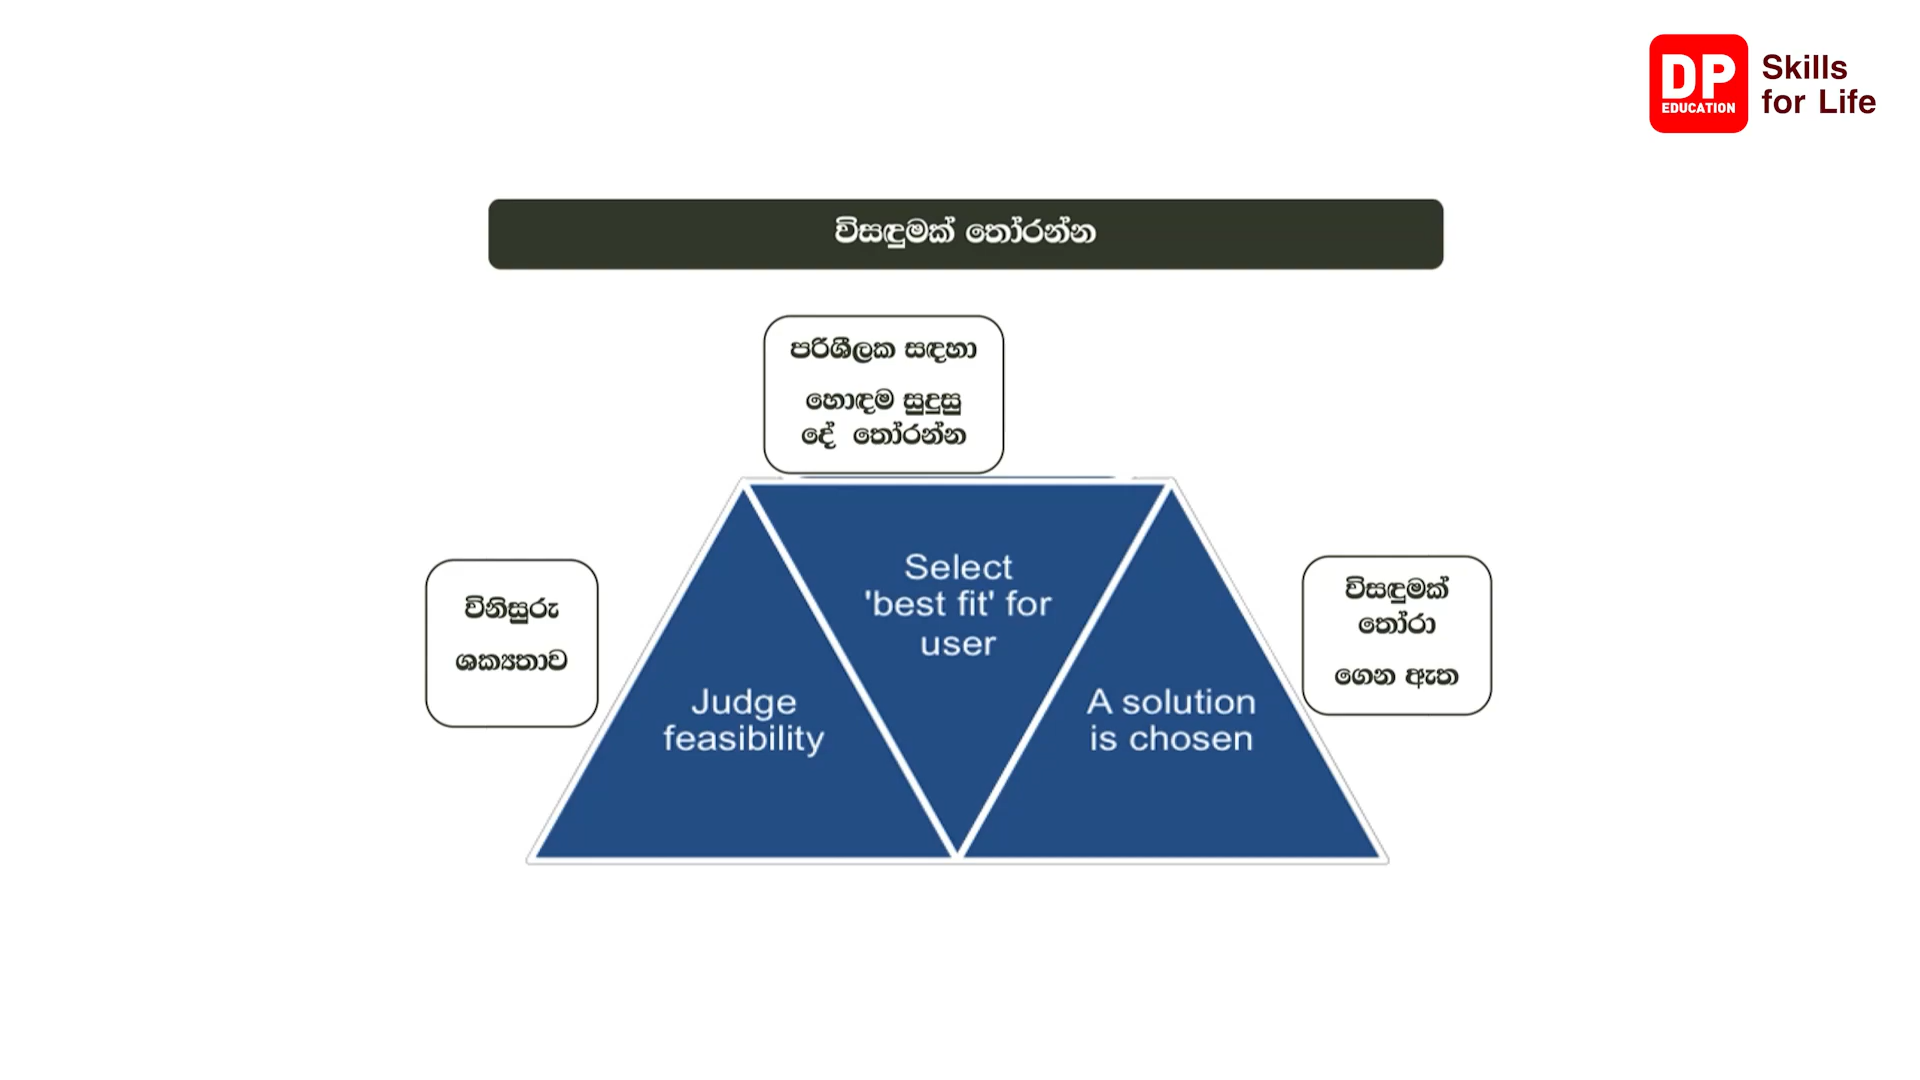 DP
EDUCATION
Skills
for Life
විසඳුමක් තෝරන්න
පරිශීලක සඳහා
හොඳම සුදුසු
දේ තෝරන්න
විනිසුරු
ශක්‍යතාව
Select
'best fit' for
user
Judge
feasibility
A solution
is chosen
විසඳුමක්
තෝරා
ගෙන ඇත